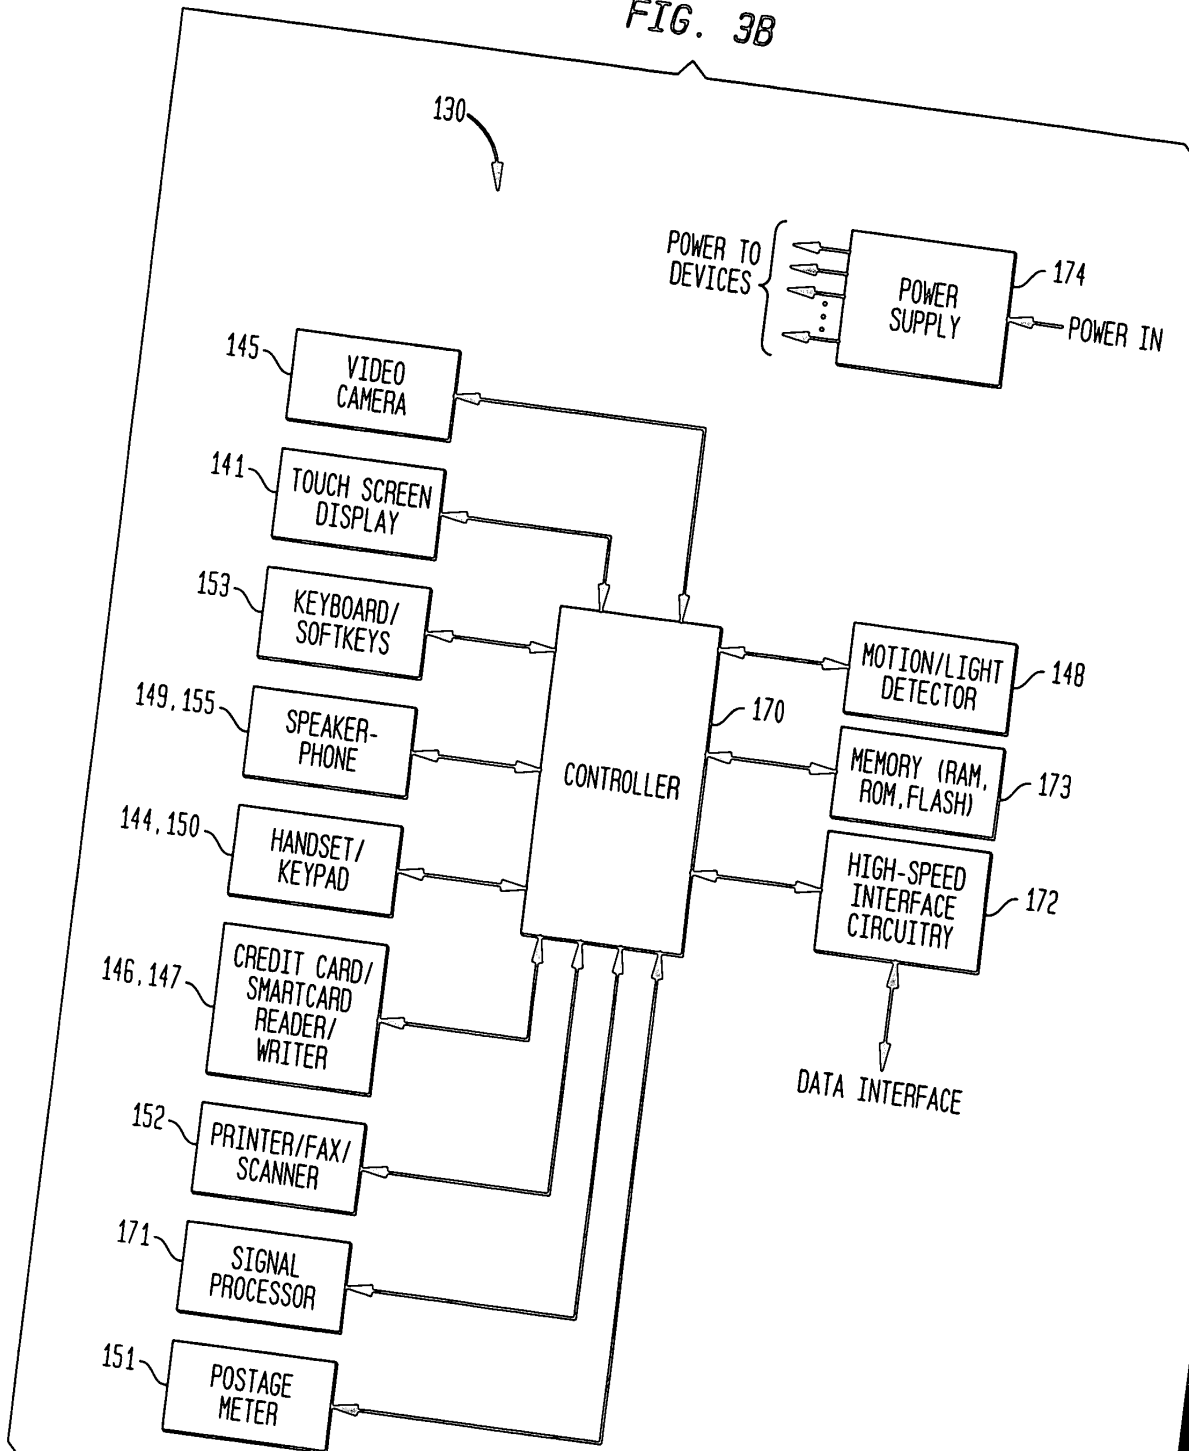 FIG. 3B
130
POWER TO
DEVICES
POWER
SUPPLY
174
POWER IN
145
VIDEO
CAMERA
141
TOUCH SCREEN
DISPLAY
153
KEYBOARD/
SOFTKEYS
149,155
SPEAKER-
PHONE
144,150
HANDSET/
KEYPAD
146,147
CREDIT CARD/
SMARTCARD
READER/
WRITER
152
PRINTER/FAX/
SCANNER
171
SIGNAL
PROCESSOR
151
POSTAGE
METER
CONTROLLER
170
MOTION/LIGHT
DETECTOR
148
MEMORY (RAM,
ROM,FLASH)
173
HIGH-SPEED
INTERFACE
CIRCUITRY
172
DATA INTERFACE